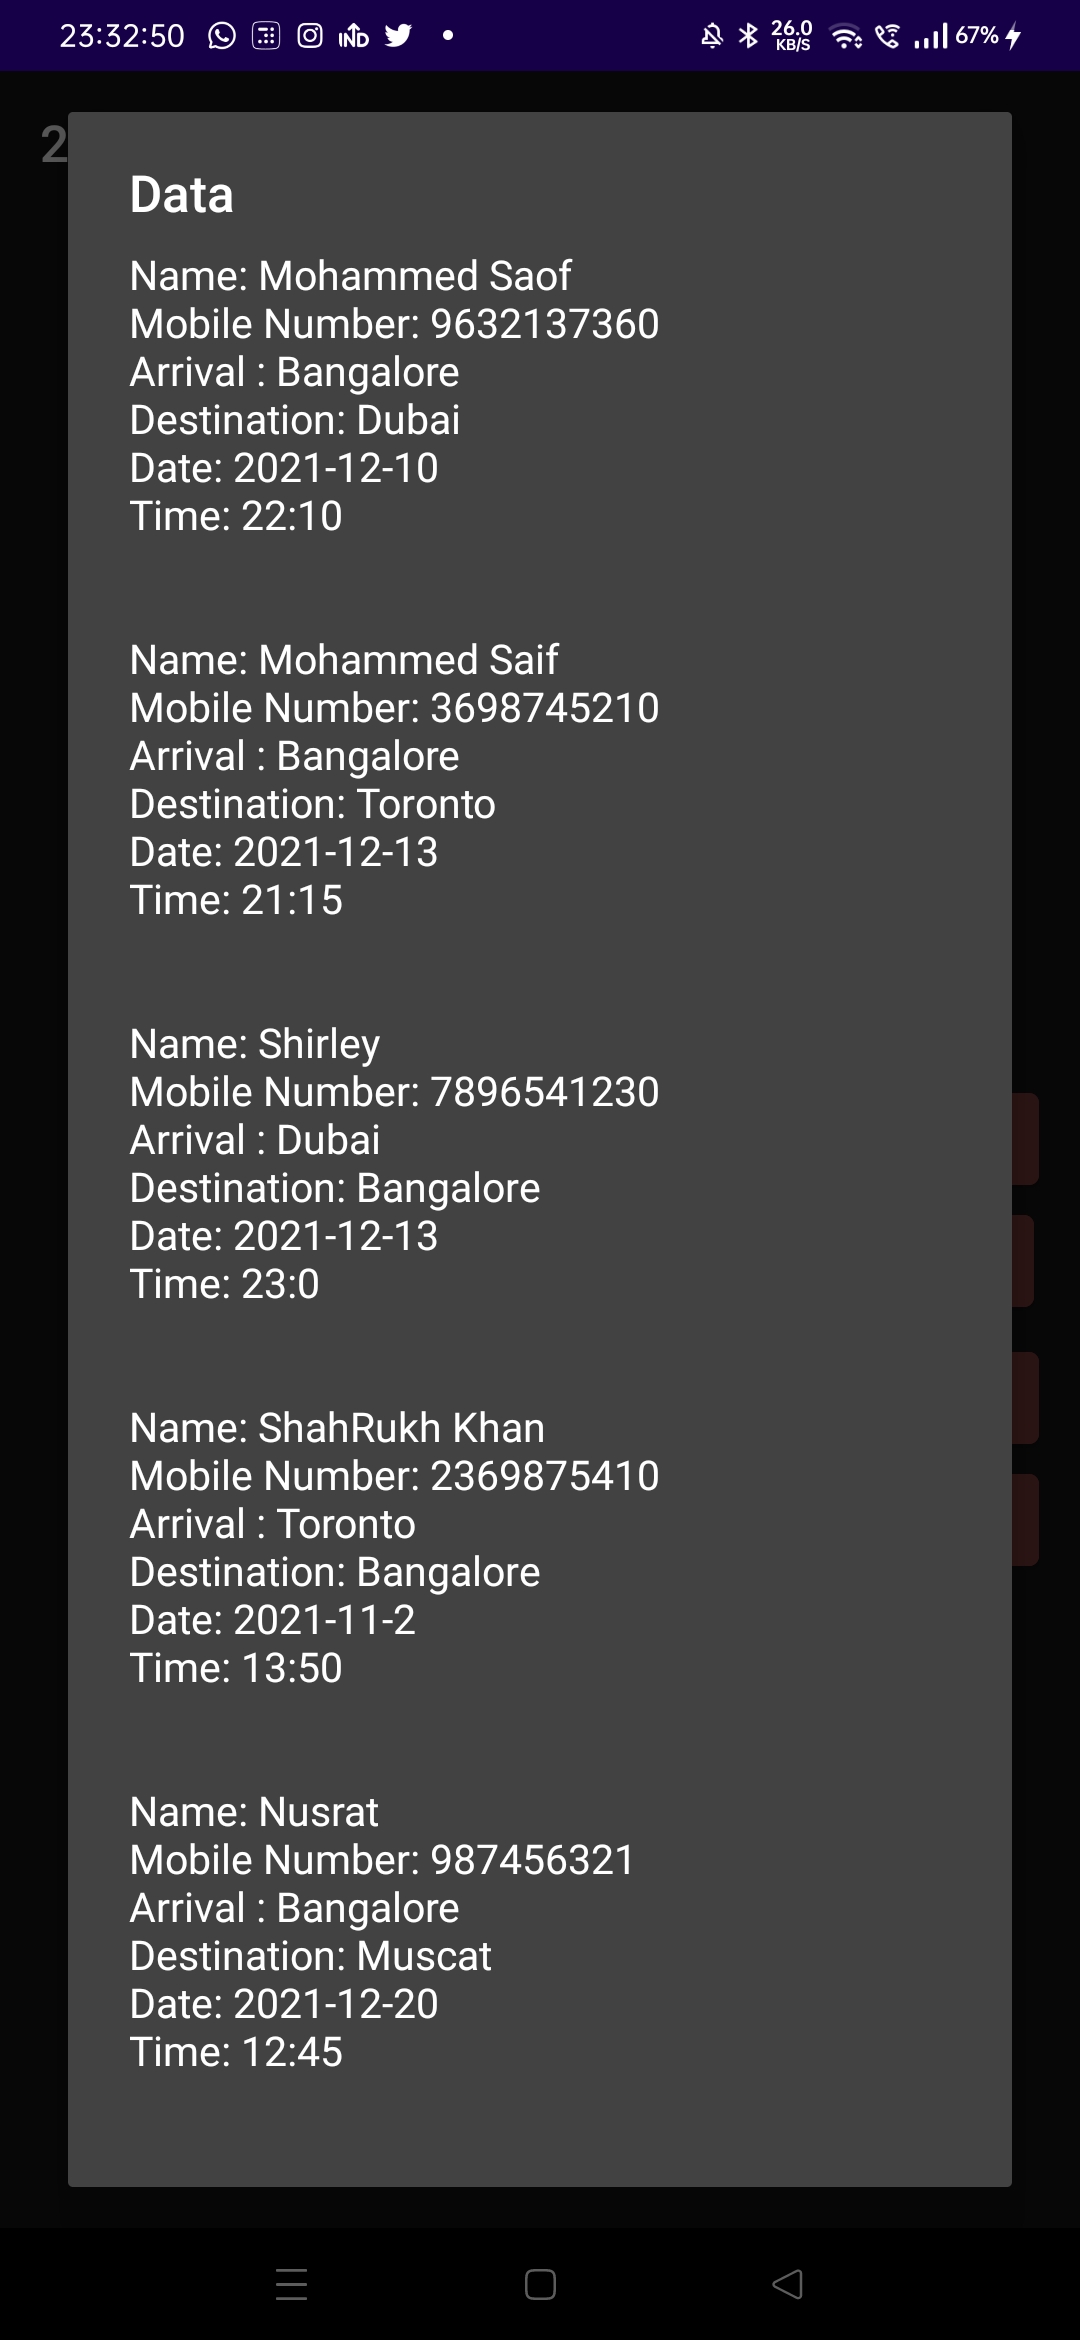 23:32:50 IND 26.0 KB/S 67%
2
Data
Name: Mohammed Saof
Mobile Number: 9632137360
Arrival : Bangalore
Destination: Dubai
Date: 2021-12-10
Time: 22:10
Name: Mohammed Saif
Mobile Number: 3698745210
Arrival : Bangalore
Destination: Toronto
Date: 2021-12-13
Time: 21:15
Name: Shirley
Mobile Number: 7896541230
Arrival : Dubai
Destination: Bangalore
Date: 2021-12-13
Time: 23:0
Name: ShahRukh Khan
Mobile Number: 2369875410
Arrival : Toronto
Destination: Bangalore
Date: 2021-11-2
Time: 13:50
Name: Nusrat
Mobile Number: 987456321
Arrival : Bangalore
Destination: Muscat
Date: 2021-12-20
Time: 12:45